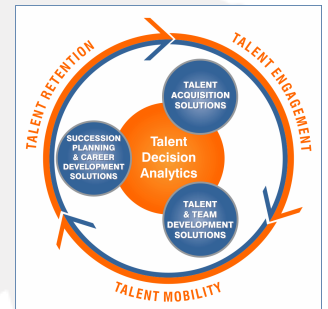 TALENT RETENTION
TALENT ENGAGEMENT
TALENT
ACQUISITION
SOLUTIONS
SUCCESSION
PLANNING
& CAREER
DEVELOPMENT
SOLUTIONS
Talent
Decision
Analytics
TALENT
& TEAM
DEVELOPMENT
SOLUTIONS
TALENT MOBILITY